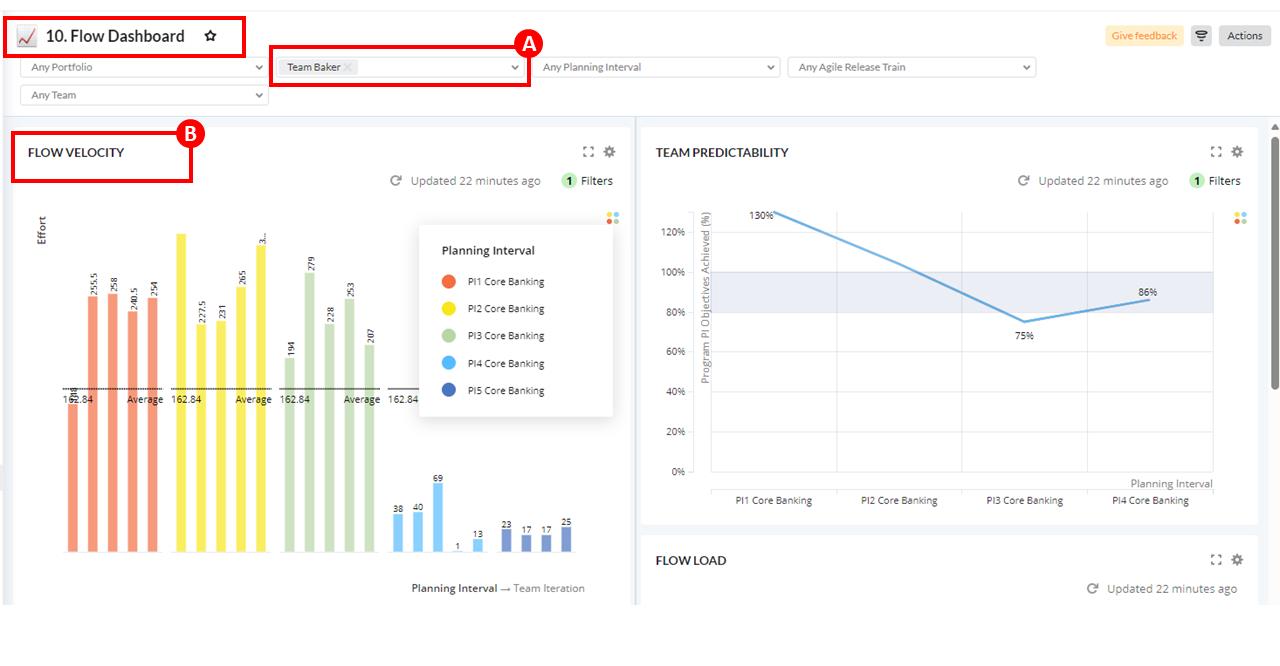 10. Flow Dashboard
Give feedback
Actions
A
Any Portfolio
Team Baker
Any Planning Interval
Any Agile Release Train
Any Team
B
FLOW VELOCITY
Updated 22 minutes ago
1 Filters
Effort
255.5
258
240.5
254
227.5
231
265
3...
194
279
228
253
207
162.84 Average
162.84 Average
162.84 Average
162.84
38
40
69
1
13
23
17
17
25
Planning Interval
PI1 Core Banking
PI2 Core Banking
PI3 Core Banking
PI4 Core Banking
PI5 Core Banking
Planning Interval → Team Iteration
TEAM PREDICTABILITY
Updated 22 minutes ago
1 Filters
Program PI Objectives Achieved (%)
120%
100%
80%
60%
40%
20%
0%
130%
75%
86%
Planning Interval
PI1 Core Banking
PI2 Core Banking
PI3 Core Banking
PI4 Core Banking
FLOW LOAD
Updated 22 minutes ago